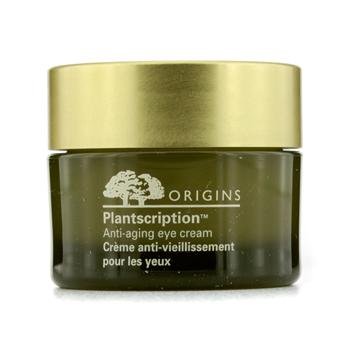 ORIGINS
Plantscription™
Anti-aging eye cream
Crème anti-vieillissement
pour les yeux